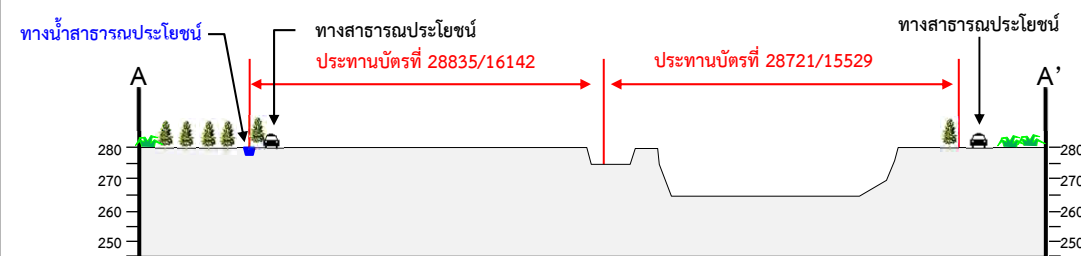 ทางน้ำสาธารณประโยชน์
ทางสาธารณประโยชน์
ทางสาธารณประโยชน์
ประทานบัตรที่ 28835/16142
ประทานบัตรที่ 28721/15529
A
A’
280
270
260
250
280
270
260
250